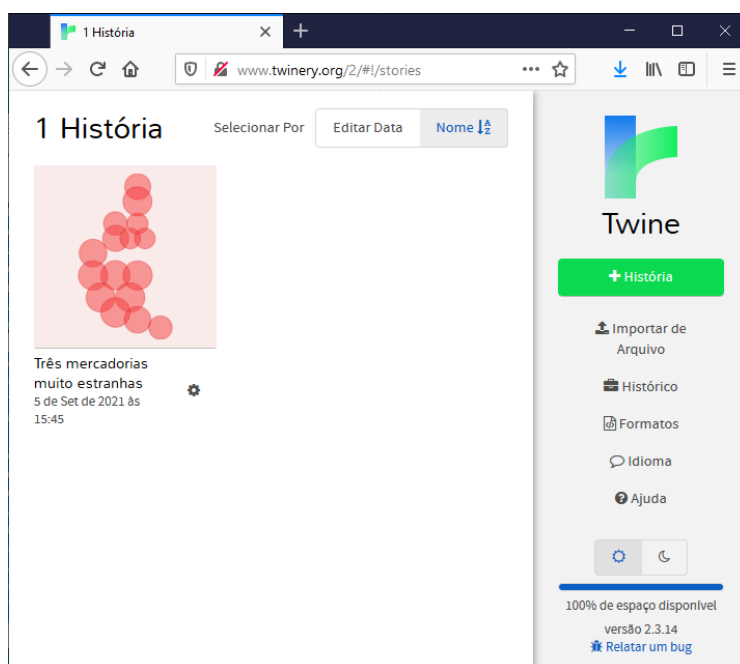 1 História
www.twinery.org/2/#!/stories
1 História
Selecionar Por
Editar Data
Nome
Três mercadorias
muito estranhas
5 de Set de 2021 às
15:45
Twine
+ História
Importar de
Arquivo
Histórico
Formatos
Idioma
Ajuda
100% de espaço disponível
versão 2.3.14
Relatar um bug